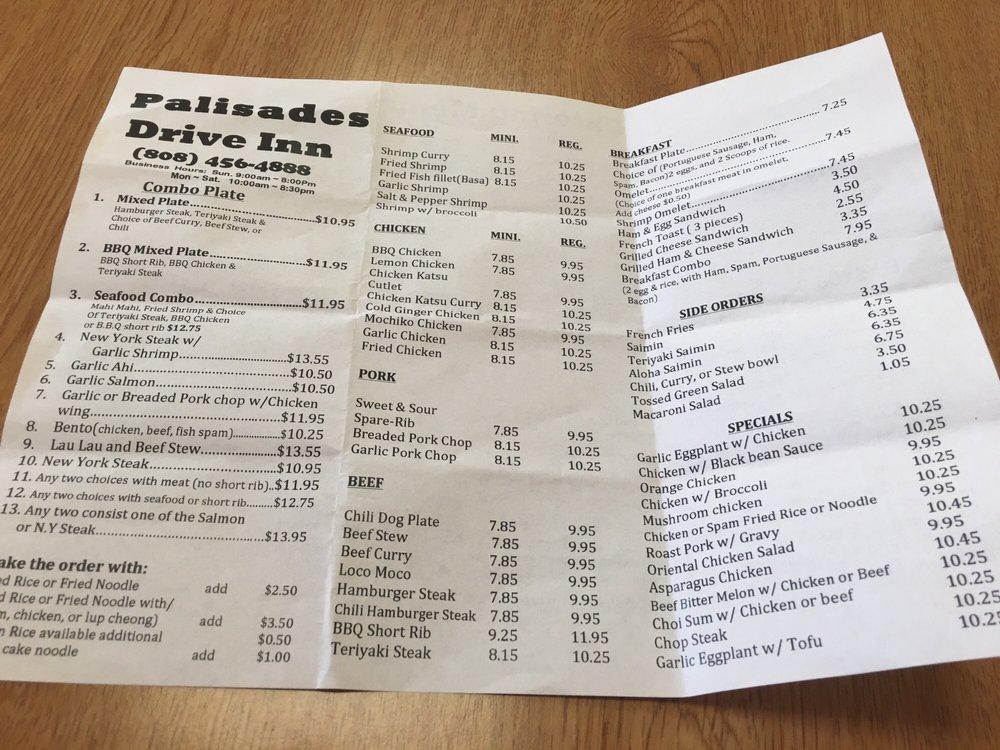 Palisades
Drive Inn
(808) 456-4888
Business Hours: Sun. 9:00am ~ 8:00Pm
Mon ~ Sat. 10:00am ~ 8:30pm
Combo Plate
1. Mixed Plate..................$10.95
Hamburger Steak, Teriyaki Steak &
Choice of Beef Curry, Beef Stew, or
Chili
2. BBQ Mixed Plate..................$11.95
BBQ Short Rib, BBQ Chicken &
Teriyaki Steak
3. Seafood Combo..................$11.95
Mahi Mahi, Fried Shrimp & Choice
Of Teriyaki Steak, BBQ Chicken
or B.B.Q short rib $12.75
4. New York Steak w/
Garlic Shrimp..................$13.55
5. Garlic Ahi..................$10.50
6. Garlic Salmon..................$10.50
7. Garlic or Breaded Pork chop w/Chicken
wing..................$11.95
8. Bento(chicken, beef, fish spam)..................$10.25
9. Lau Lau and Beef Stew..................$13.55
10. New York Steak..................$10.95
11. Any two choices with meat (no short rib)..$11.95
12. Any two choices with seafood or short rib.........$12.75
13. Any two consist one of the Salmon
or N.Y Steak..................$13.95
ake the order with:
d Rice or Fried Noodle add $2.50
d Rice or Fried Noodle with/
m, chicken, or lup cheong) add $3.50
n Rice available additional $0.50
cake noodle add $1.00
SEAFOOD MINI. REG.
Shrimp Curry 8.15 10.25
Fried Shrimp 10.25
Fried Fish fillet(Basa) 8.15 10.25
Garlic Shrimp 10.25
Salt & Pepper Shrimp 10.25
Shrimp w/ broccoli 10.50
CHICKEN MINI. REG.
BBQ Chicken 7.85 9.95
Lemon Chicken 7.85 9.95
Chicken Katsu
Cutlet 7.85 9.95
Chicken Katsu Curry 8.15 10.25
Cold Ginger Chicken 8.15 10.25
Mochiko Chicken 7.85 9.95
Garlic Chicken 8.15 10.25
Fried Chicken 8.15 10.25
PORK
Sweet & Sour
Spare-Rib 7.85 9.95
Breaded Pork Chop 8.15 10.25
Garlic Pork Chop 8.15 10.25
BEEF
Chili Dog Plate 7.85 9.95
Beef Stew 7.85 9.95
Beef Curry 7.85 9.95
Loco Moco 7.85 9.95
Hamburger Steak 7.85 9.95
Chili Hamburger Steak 7.85 9.95
BBQ Short Rib 9.25 11.95
Teriyaki Steak 8.15 10.25
BREAKFAST
Breakfast Plate..................7.25
Choice of (Portuguese Sausage, Ham,
Spam, Bacon)2 eggs, and 2 Scoops of rice.
Omelet..................7.45
(Choice of one breakfast meat in omelet,
Add cheese $0.50)
Shrimp Omelet..................7.45
Ham & Egg Sandwich 3.50
French Toast ( 3 pieces) 4.50
Grilled Cheese Sandwich 2.55
Grilled Ham & Cheese Sandwich 3.35
Breakfast Combo 7.95
(2 egg & rice, with Ham, Spam, Portuguese Sausage, &
Bacon)
SIDE ORDERS
French Fries 3.35
Saimin 4.75
Teriyaki Saimin 6.35
Aloha Saimin 6.35
Chili, Curry, or Stew bowl 6.75
Tossed Green Salad 3.50
Macaroni Salad 1.05
SPECIALS
Garlic Eggplant w/ Chicken 10.25
Chicken w/ Black bean Sauce 10.25
Orange Chicken 9.95
Chicken w/ Broccoli 10.25
Mushroom chicken 10.25
Chicken or Spam Fried Rice or Noodle 9.95
Roast Pork w/ Gravy 10.45
Oriental Chicken Salad 9.95
Asparagus Chicken 10.45
Beef Bitter Melon w/ Chicken or Beef 10.25
Choi Sum w/ Chicken or beef 10.25
Chop Steak 10.25
Garlic Eggplant w/ Tofu 10.25